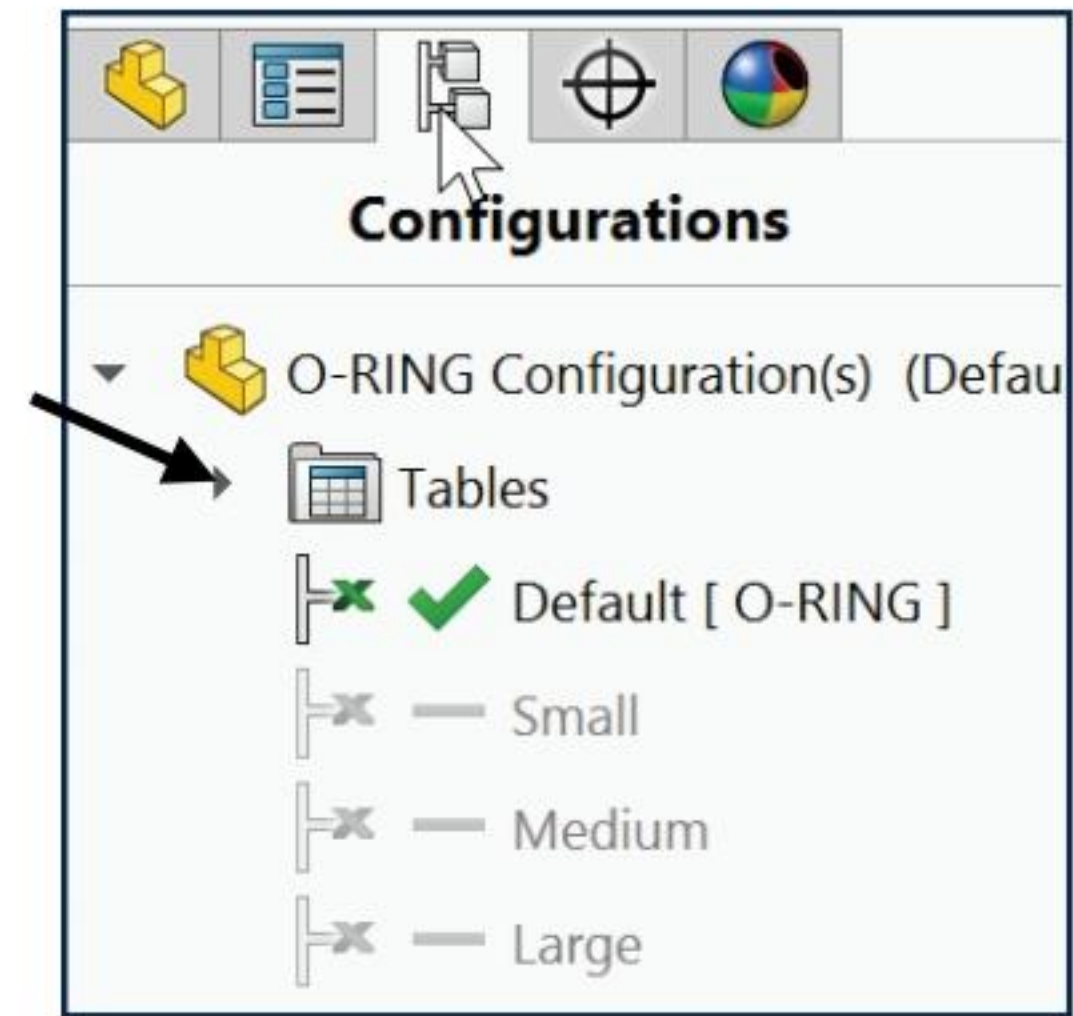 Configurations
O-RING Configuration(s) (Defau
Tables
Default [ O-RING ]
Small
Medium
Large